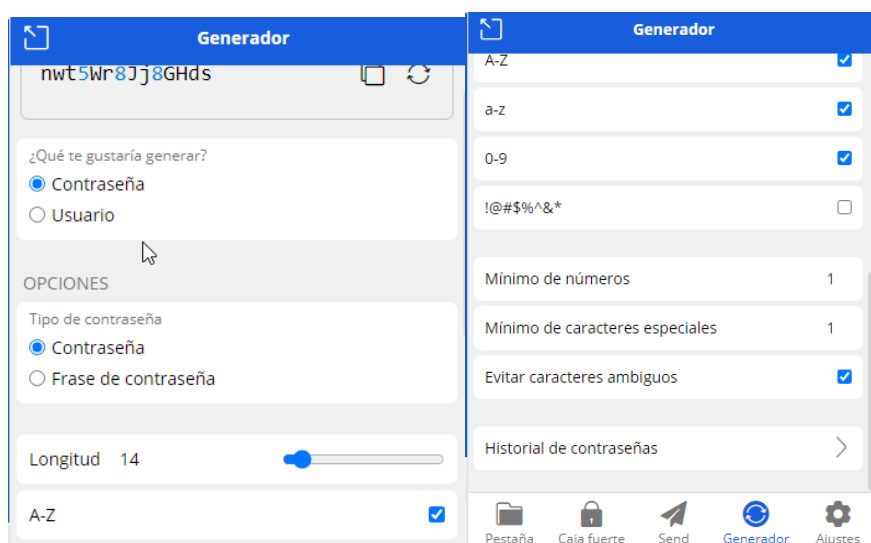 Generador
nwt5Wr8Jj8GHds
¿Qué te gustaría generar?
Contraseña
Usuario
OPCIONES
Tipo de contraseña
Contraseña
Frase de contraseña
Longitud 14
A-Z
Generador
A-Z
a-z
0-9
!@#$%^&*
Mínimo de números 1
Mínimo de caracteres especiales 1
Evitar caracteres ambiguos
Historial de contraseñas
Pestaña Caja fuerte Send Generador Ajustes